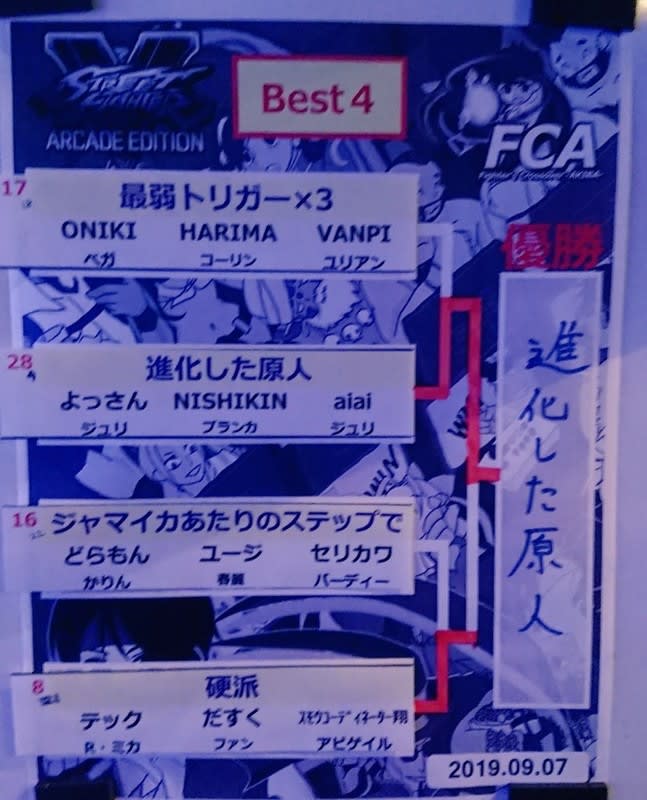 STREET FIGHTER V
ARCADE EDITION
Best4
FCA
17
最弱トリガー×3
ONIKI HARIMA VANPI
ベガ コーリン ユリアン
28
進化した原人
よっさん NISHIKIN aiai
ジュリ ブランカ ジュリ
16
ジャマイカあたりのステップで
どらもん ユージ セリカワ
かりん 春麗 バーディー
8
硬派
テック だすく ｽﾓｳｺｰﾃﾞｨﾈｰﾀｰ翔
R・ミカ ファン アビゲイル
優勝
進化した原人
2019.09.07